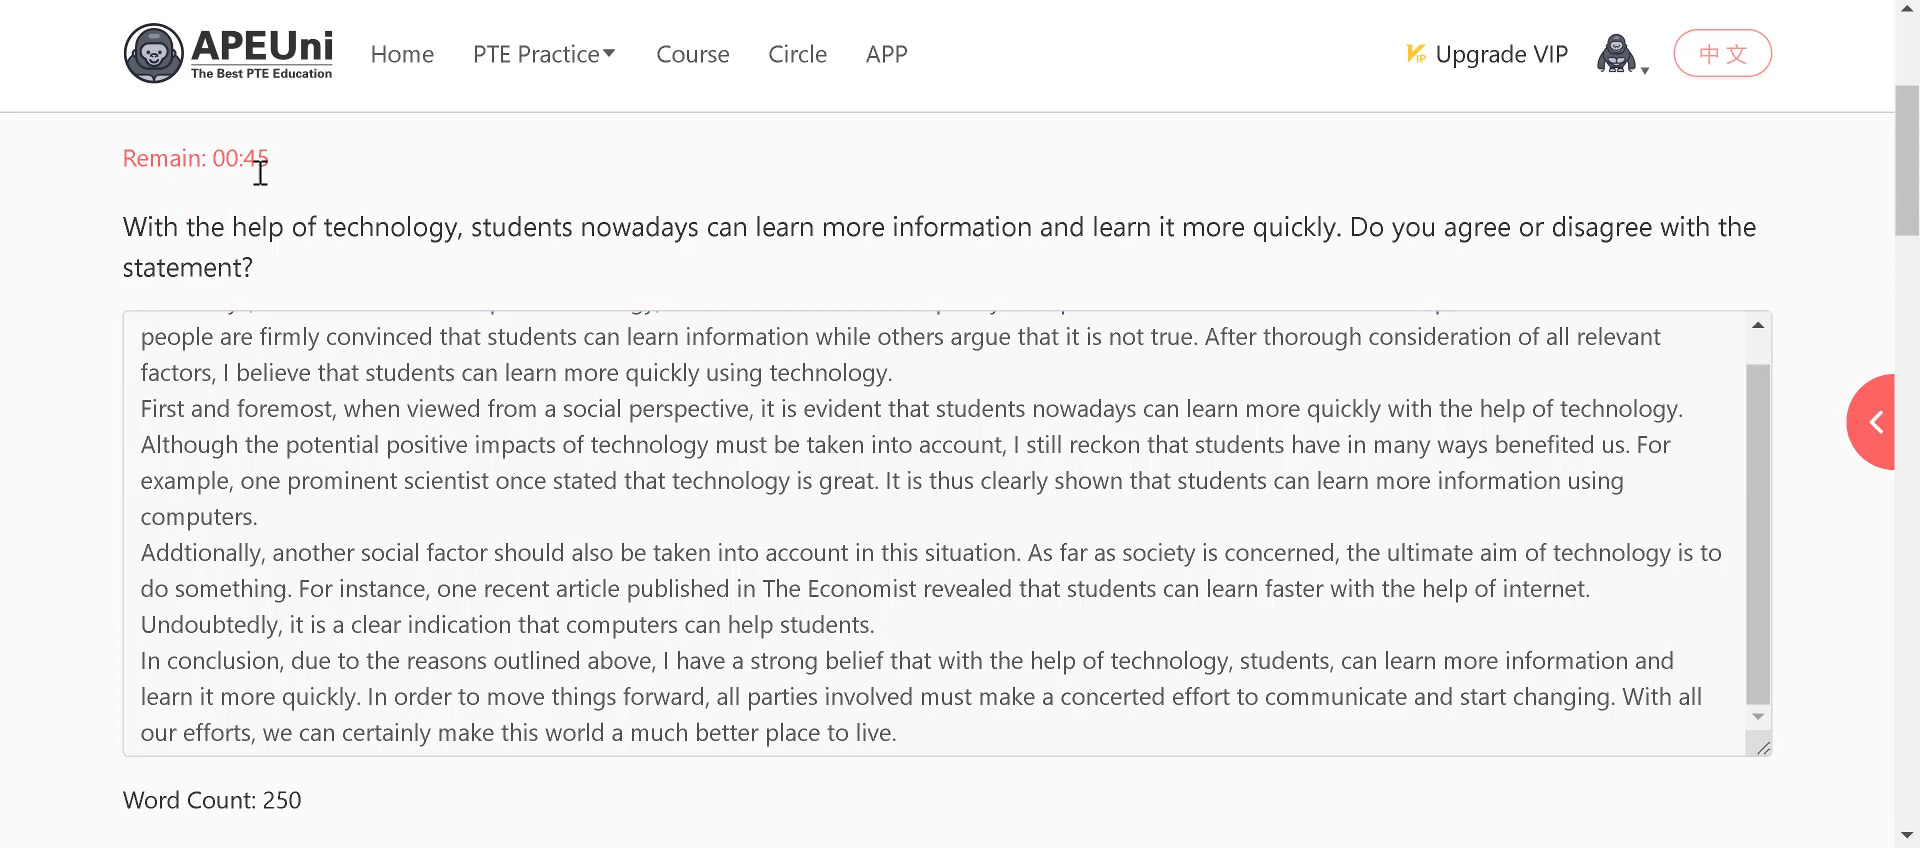 APEUni
The Best PTE Education
Home PTE Practice Course Circle APP
VIP Upgrade VIP
中文
Remain: 00:45
With the help of technology, students nowadays can learn more information and learn it more quickly. Do you agree or disagree with the
statement?
people are firmly convinced that students can learn information while others argue that it is not true. After thorough consideration of all relevant
factors, I believe that students can learn more quickly using technology.
First and foremost, when viewed from a social perspective, it is evident that students nowadays can learn more quickly with the help of technology.
Although the potential positive impacts of technology must be taken into account, I still reckon that students have in many ways benefited us. For
example, one prominent scientist once stated that technology is great. It is thus clearly shown that students can learn more information using
computers.
Addtionally, another social factor should also be taken into account in this situation. As far as society is concerned, the ultimate aim of technology is to
do something. For instance, one recent article published in The Economist revealed that students can learn faster with the help of internet.
Undoubtedly, it is a clear indication that computers can help students.
In conclusion, due to the reasons outlined above, I have a strong belief that with the help of technology, students, can learn more information and
learn it more quickly. In order to move things forward, all parties involved must make a concerted effort to communicate and start changing. With all
our efforts, we can certainly make this world a much better place to live.
Word Count: 250